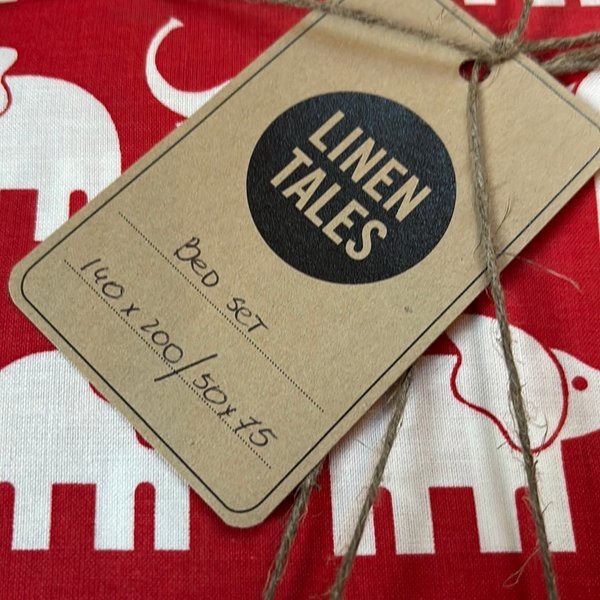 LINEN
TALES
BED SET
140 x 200/50 x 75